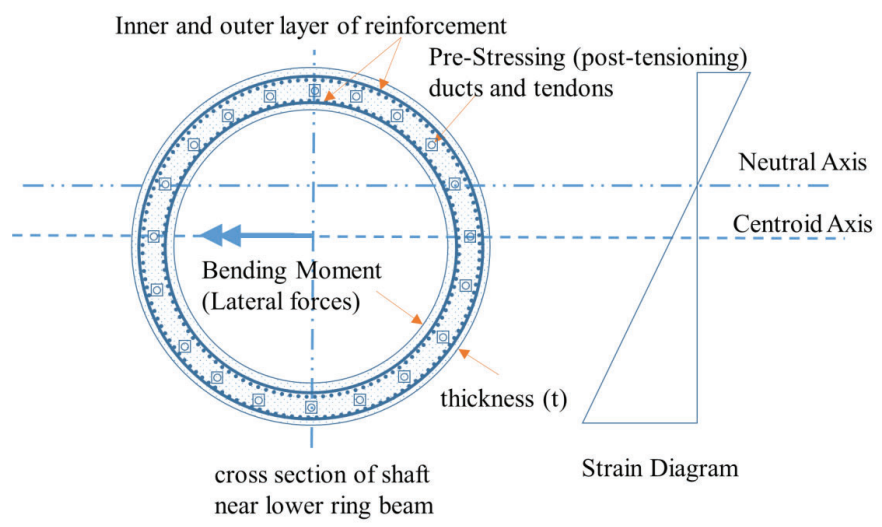 Inner and outer layer of reinforcement
Pre-Stressing (post-tensioning)
ducts and tendons
Neutral Axis
Centroid Axis
Bending Moment
(Lateral forces)
thickness (t)
cross section of shaft
near lower ring beam
Strain Diagram